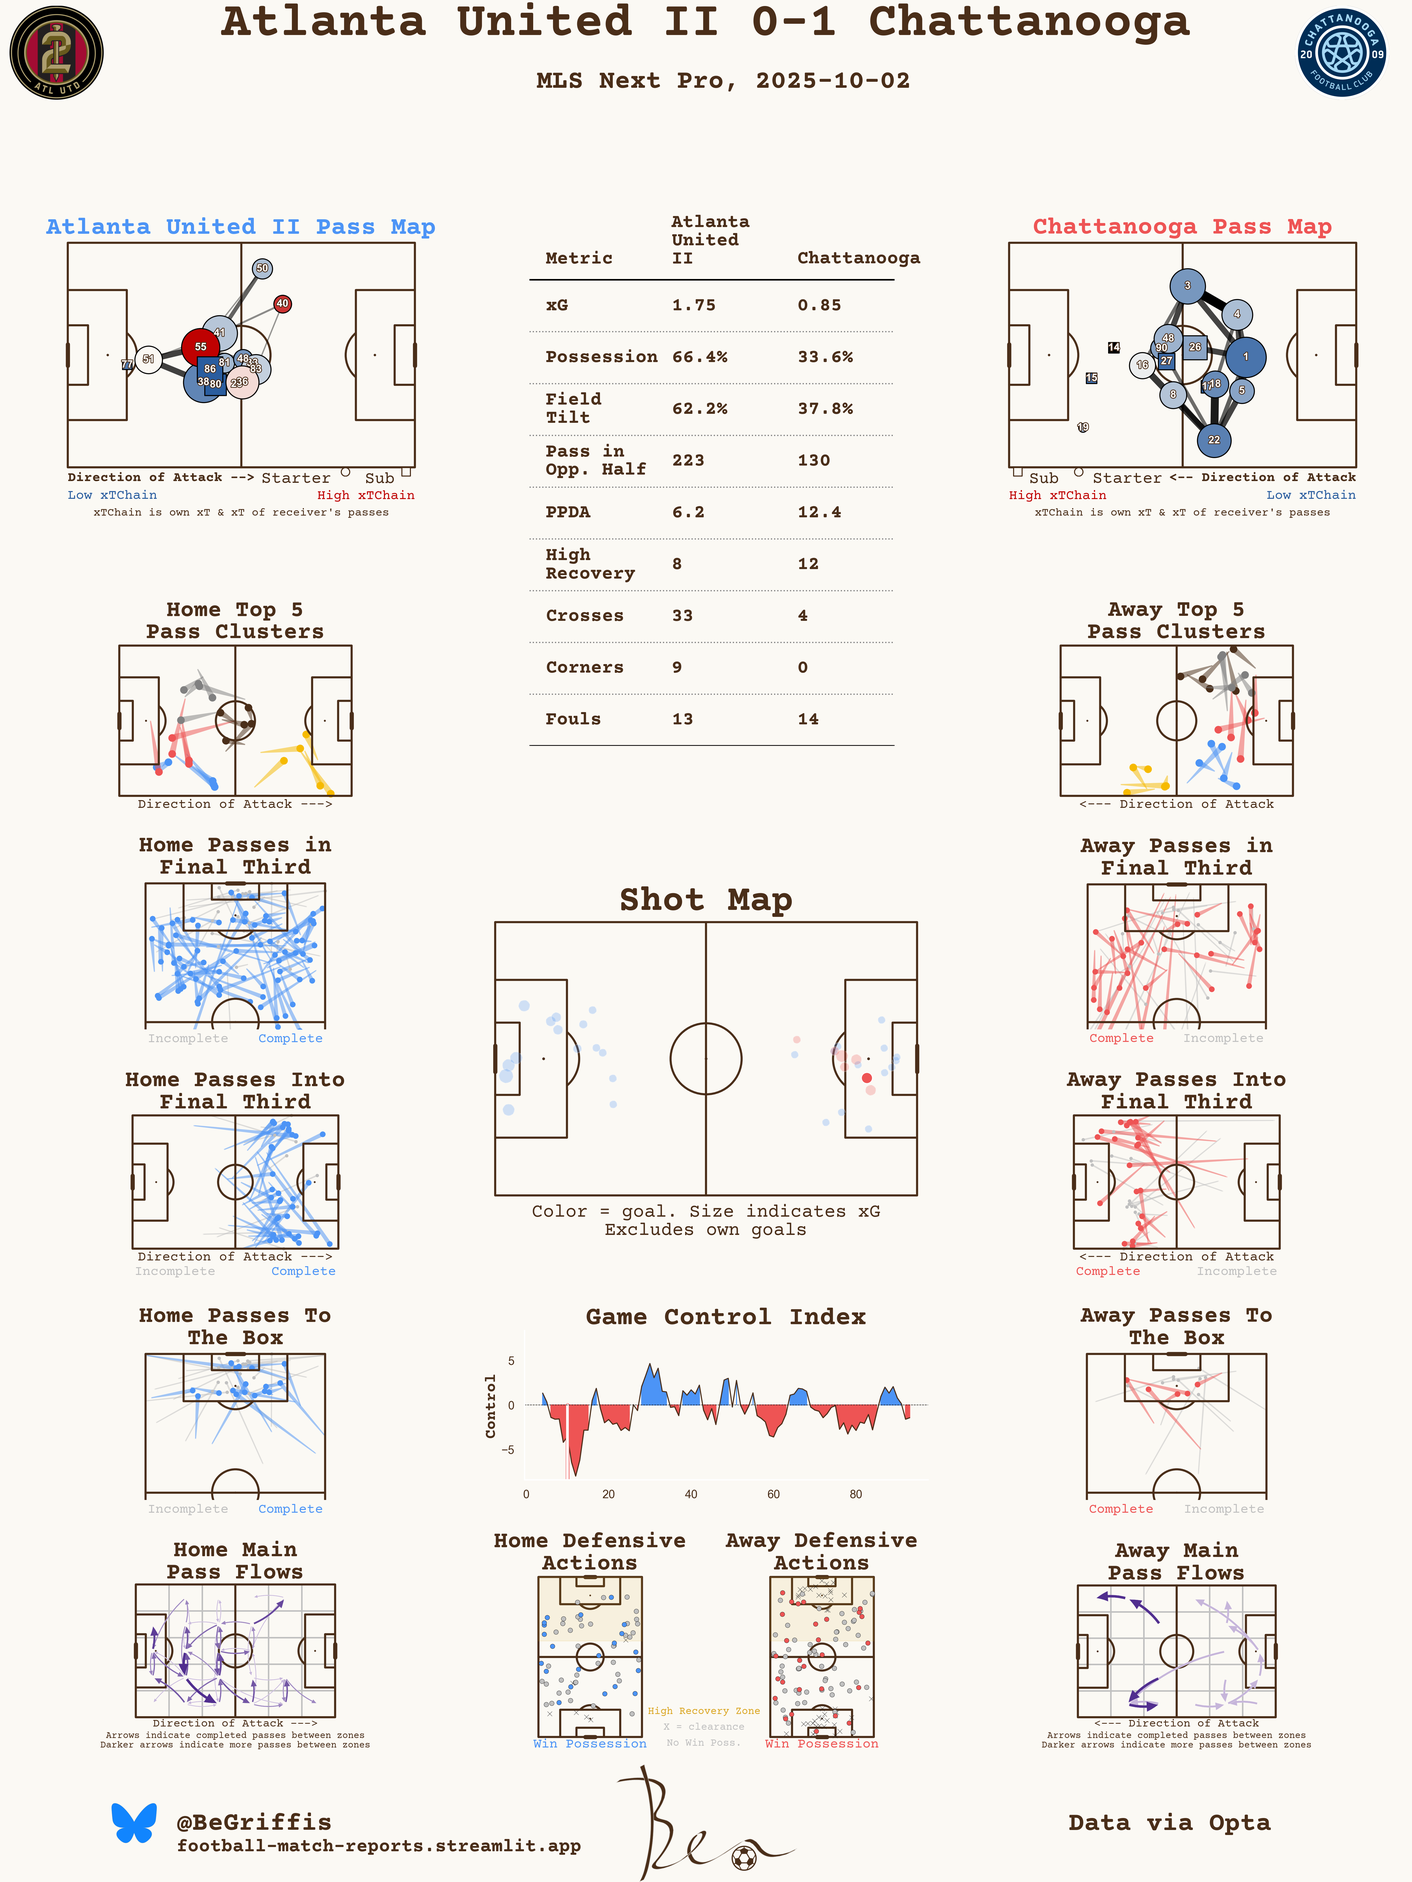 Atlanta United II 0-1 Chattanooga
MLS Next Pro, 2025-10-02
2
ATL UTD
CHATTANOOGA
20 09
FOOTBALL CLUB
Atlanta United II Pass Map
50
40
41
55
51
77
86
81
48
83
38
80
36
Direction of Attack --> Starter Sub
Low xTChain High xTChain
xTChain is own xT & xT of receiver's passes
Atlanta
United
Metric II Chattanooga
xG 1.75 0.85
Possession 66.4% 33.6%
Field
Tilt 62.2% 37.8%
Pass in
Opp. Half 223 130
PPDA 6.2 12.4
High
Recovery 8 12
Crosses 33 4
Corners 9 0
Fouls 13 14
Chattanooga Pass Map
3
4
48
90
26
14
16
27
1
15
18
5
8
19
22
Sub Starter <-- Direction of Attack
High xTChain Low xTChain
xTChain is own xT & xT of receiver's passes
Home Top 5
Pass Clusters
Direction of Attack --->
Away Top 5
Pass Clusters
<--- Direction of Attack
Home Passes in
Final Third
Incomplete Complete
Away Passes in
Final Third
Complete Incomplete
Shot Map
Color = goal. Size indicates xG
Excludes own goals
Home Passes Into
Final Third
Direction of Attack --->
Incomplete Complete
Away Passes Into
Final Third
<--- Direction of Attack
Complete Incomplete
Home Passes To
The Box
Incomplete Complete
Game Control Index
Control
5
0
−5
0 20 40 60 80
Away Passes To
The Box
Complete Incomplete
Home Main
Pass Flows
Direction of Attack --->
Arrows indicate completed passes between zones
Darker arrows indicate more passes between zones
Home Defensive
Actions
Win Possession
Away Defensive
Actions
Win Possession
High Recovery Zone
X = clearance
No Win Poss.
Away Main
Pass Flows
<--- Direction of Attack
Arrows indicate completed passes between zones
Darker arrows indicate more passes between zones
@BeGriffis
football-match-reports.streamlit.app
Ben
Data via Opta